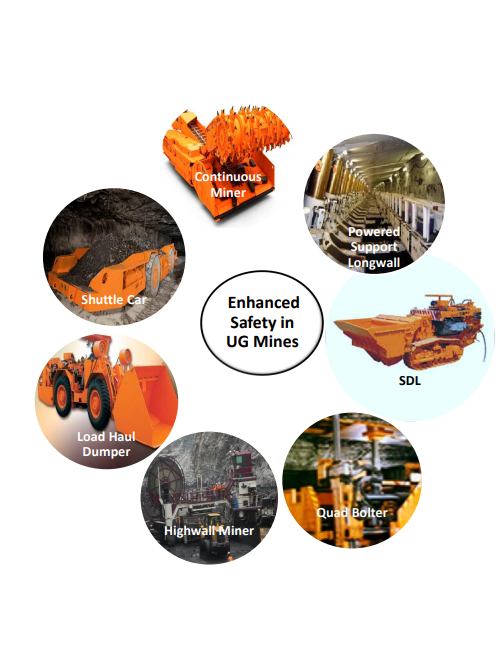 Continuous
Miner
Powered
Support
Longwall
Shuttle Car
Enhanced
Safety in
UG Mines
SDL
Load Haul
Dumper
Quad Bolter
Highwall Miner